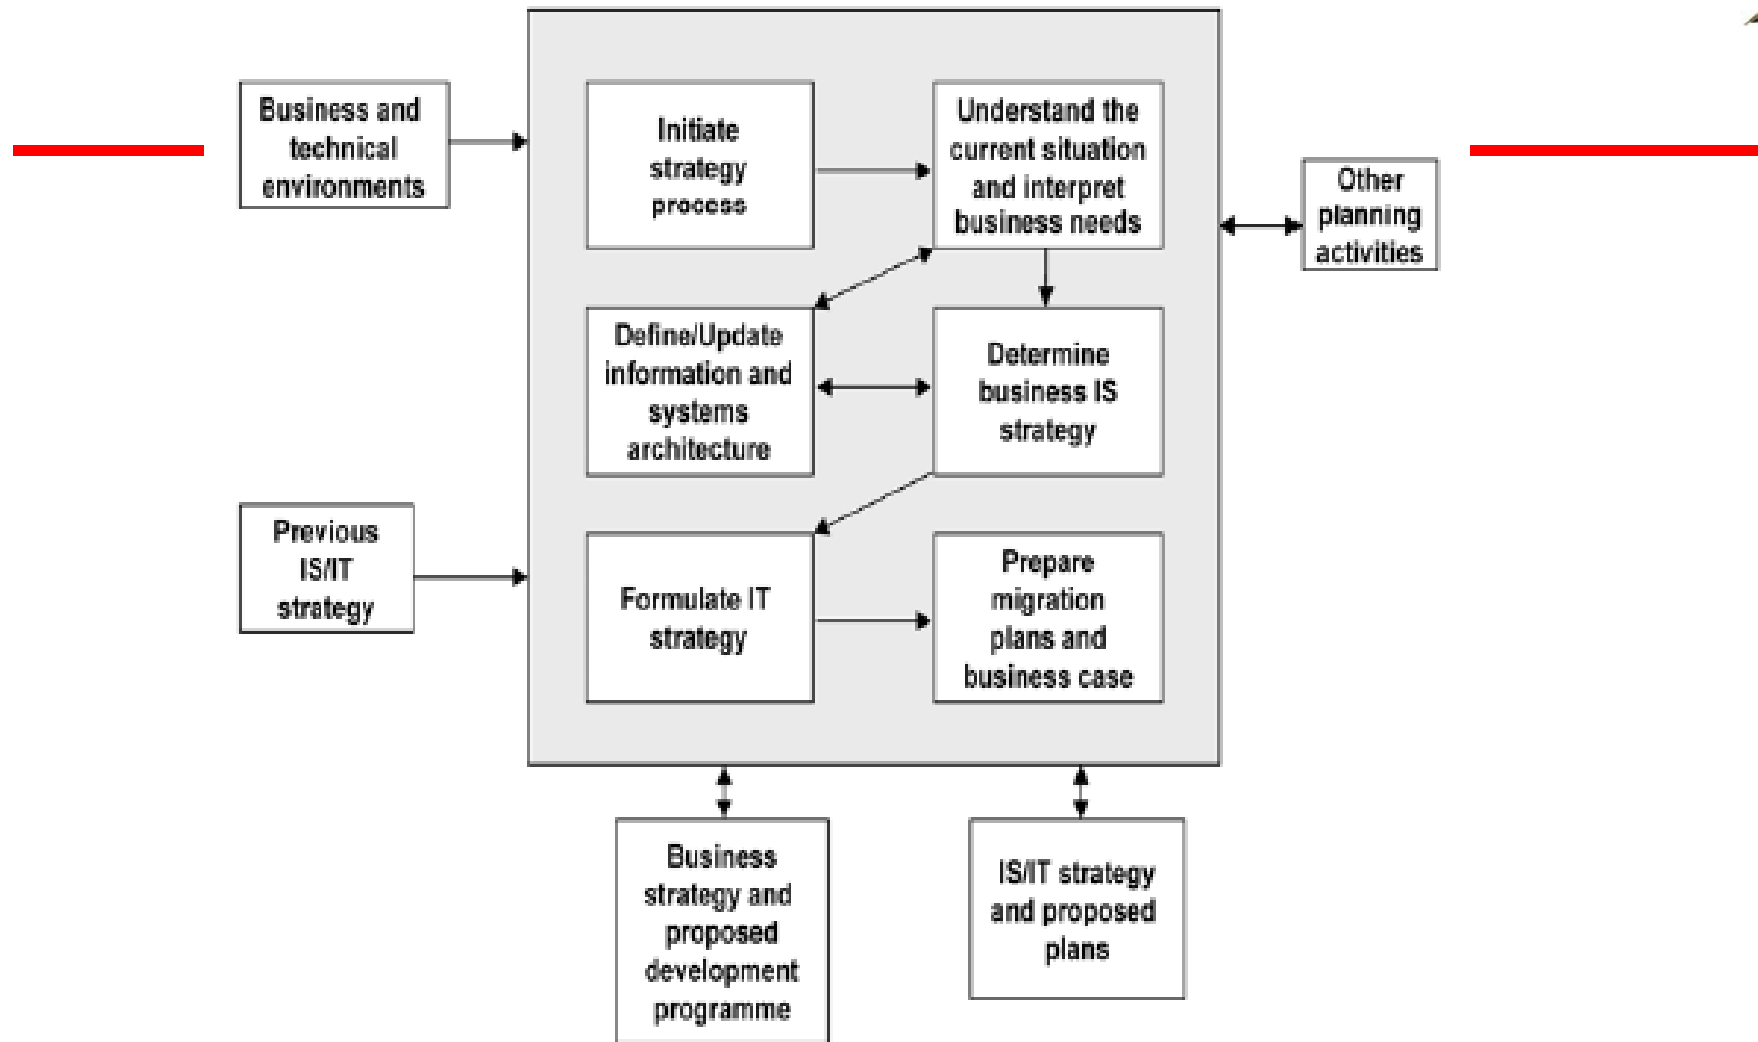 Business and
technical
environments
Initiate
strategy
process
Understand the
current situation
and interpret
business needs
Other
planning
activities
Define/Update
information and
systems
architecture
Determine
business IS
strategy
Previous
IS/IT
strategy
Formulate IT
strategy
Prepare
migration
plans and
business case
Business
strategy and
proposed
development
programme
IS/IT strategy
and proposed
plans